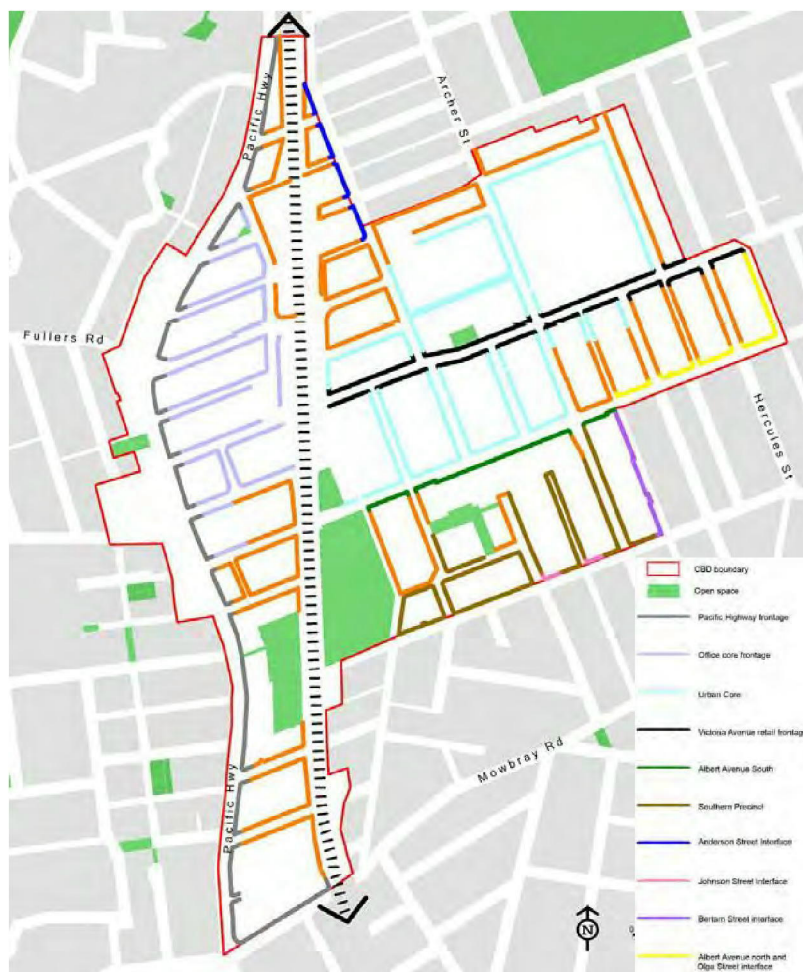 Pacific Hwy
Archer St
Fullers Rd
Hercules St
Mowbray Rd
Pacific Hwy
N
CBD boundary
Open space
Pacific Highway frontage
Office core frontage
Urban Core
Victoria Avenue retail frontage
Albert Avenue South
Southern Precinct
Anderson Street Interface
Johnson Street Interface
Bertam Street interface
Albert Avenue north and
Olga Street interface